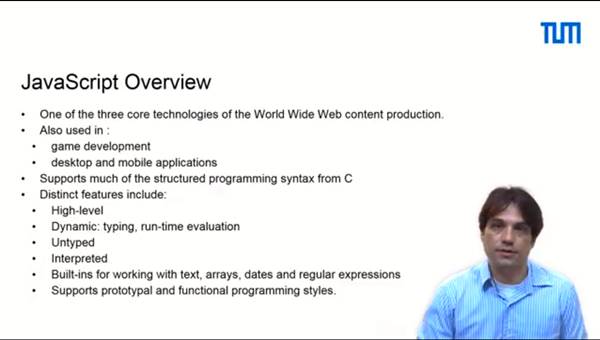 TUM
JavaScript Overview
• One of the three core technologies of the World Wide Web content production.
• Also used in :
• game development
• desktop and mobile applications
• Supports much of the structured programming syntax from C
• Distinct features include:
• High-level
• Dynamic: typing, run-time evaluation
• Untyped
• Interpreted
• Built-ins for working with text, arrays, dates and regular expressions
• Supports prototypal and functional programming styles.